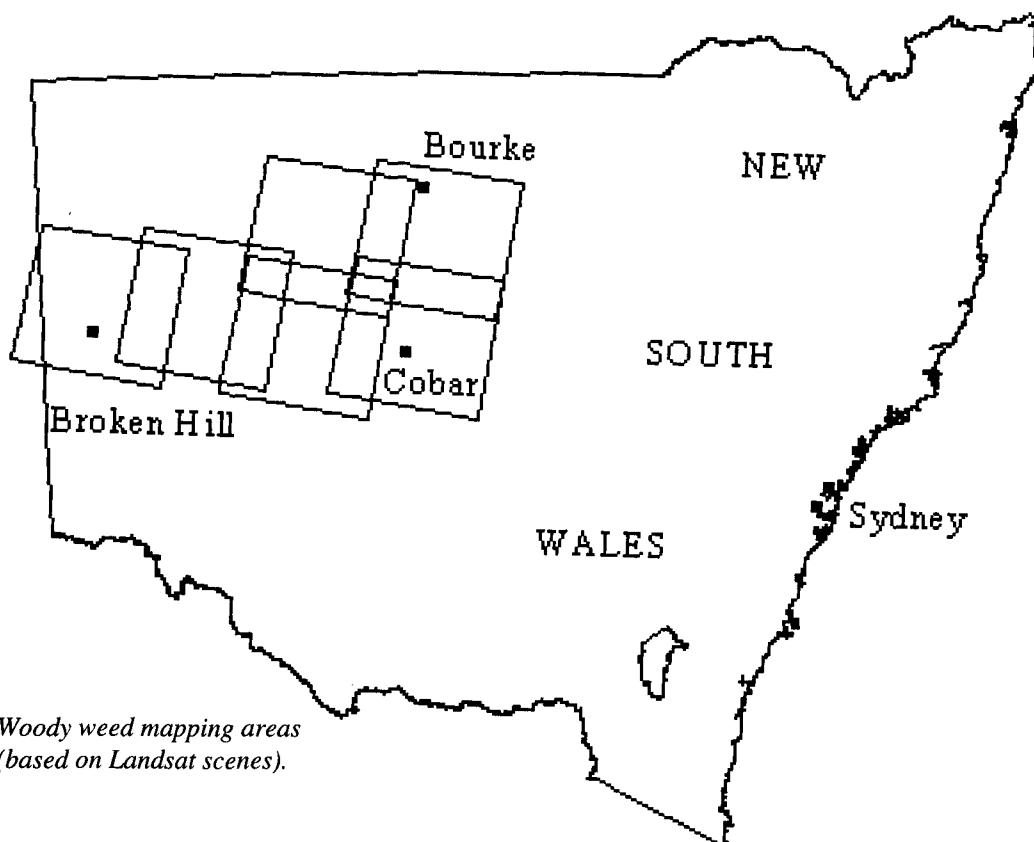 Bourke
NEW
SOUTH
Cobar
Broken Hill
Sydney
WALES
Woody weed mapping areas
(based on Landsat scenes).